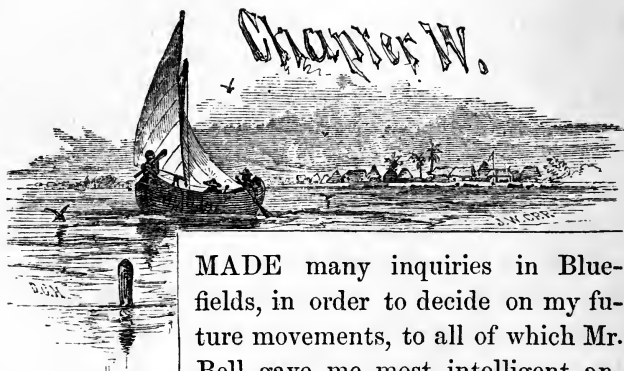 Chapter IV.
J.W.ORR.
D.C.H.
MADE many inquiries in Blue-
fields, in order to decide on my fu-
ture movements, to all of which Mr.
Bell gave me most intelligent an-